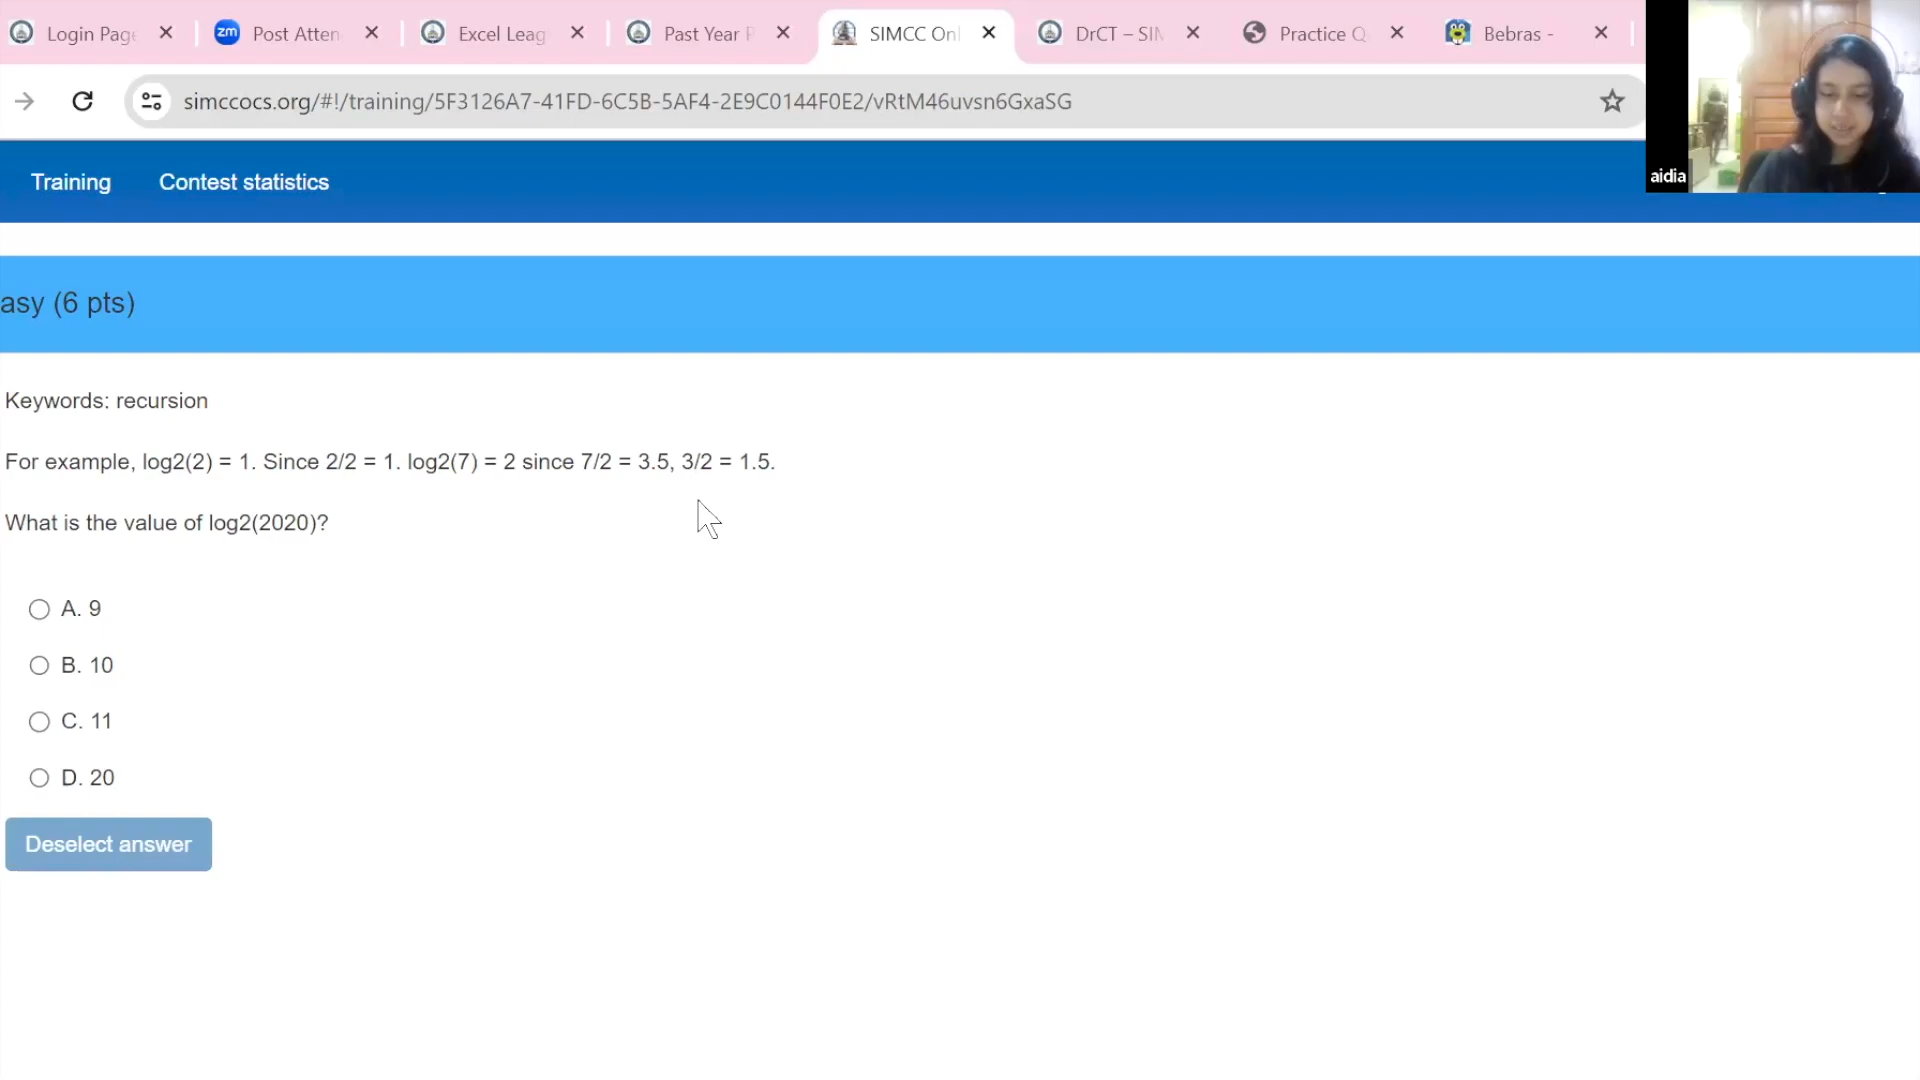 Login Page
Post Atten
Excel Leag
Past Year P
SIMCC Onl
DrCT – SIM
Practice Q
Bebras -
simccocs.org/#!/training/5F3126A7-41FD-6C5B-5AF4-2E9C0144F0E2/vRtM46uvsn6GxaSG
zm
aidia
Training
Contest statistics
asy (6 pts)
Keywords: recursion
For example, log2(2) = 1. Since 2/2 = 1. log2(7) = 2 since 7/2 = 3.5, 3/2 = 1.5.
What is the value of log2(2020)?
A. 9
B. 10
C. 11
D. 20
Deselect answer